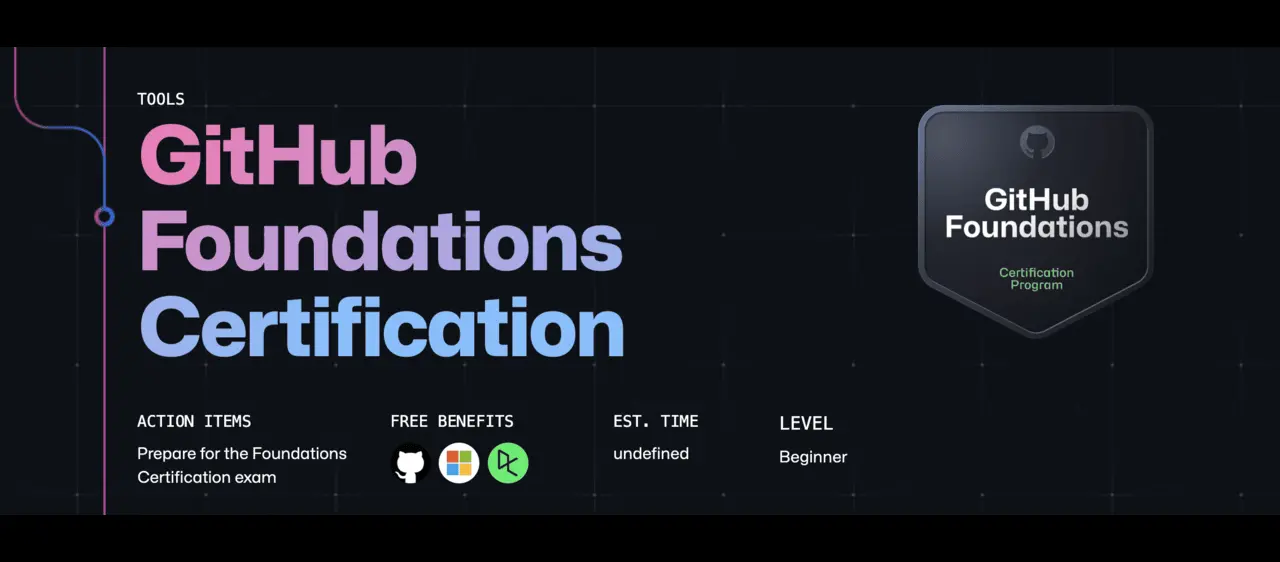 TOOLS
GitHub
Foundations
Certification
GitHub
Foundations
Certification
Program
ACTION ITEMS
Prepare for the Foundations
Certification exam
FREE BENEFITS
EST. TIME
undefined
LEVEL
Beginner